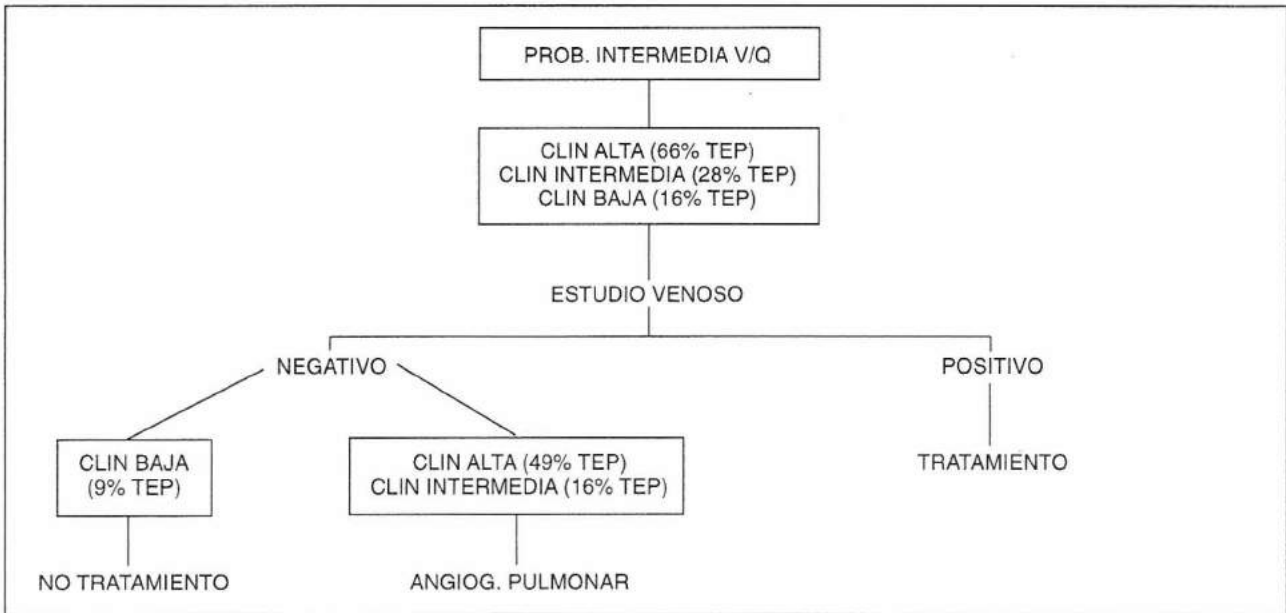 PROB. INTERMEDIA V/Q
CLIN ALTA (66% TEP)
CLIN INTERMEDIA (28% TEP)
CLIN BAJA (16% TEP)
ESTUDIO VENOSO
NEGATIVO
POSITIVO
CLIN BAJA
(9% TEP)
CLIN ALTA (49% TEP)
CLIN INTERMEDIA (16% TEP)
TRATAMIENTO
NO TRATAMIENTO
ANGIOG. PULMONAR